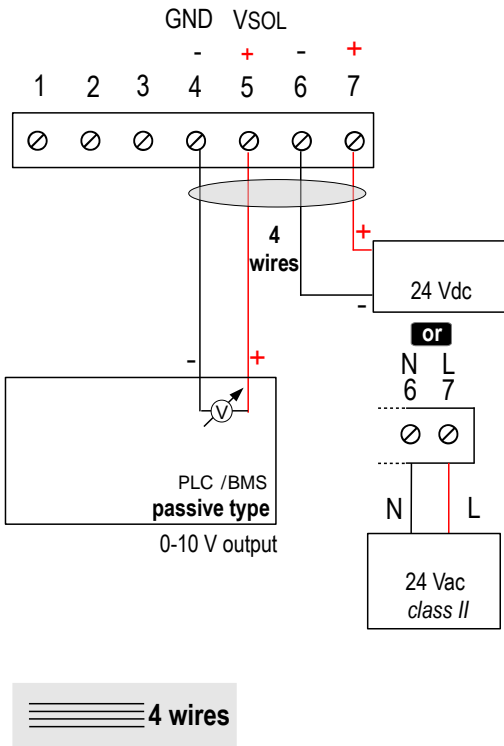 GND VSOL
- + - +
1 2 3 4 5 6 7
4
wires
+
24 Vdc
-
or
- +
N L
6 7
V
PLC /BMS
passive type
0-10 V output
N L
24 Vac
class II
4 wires